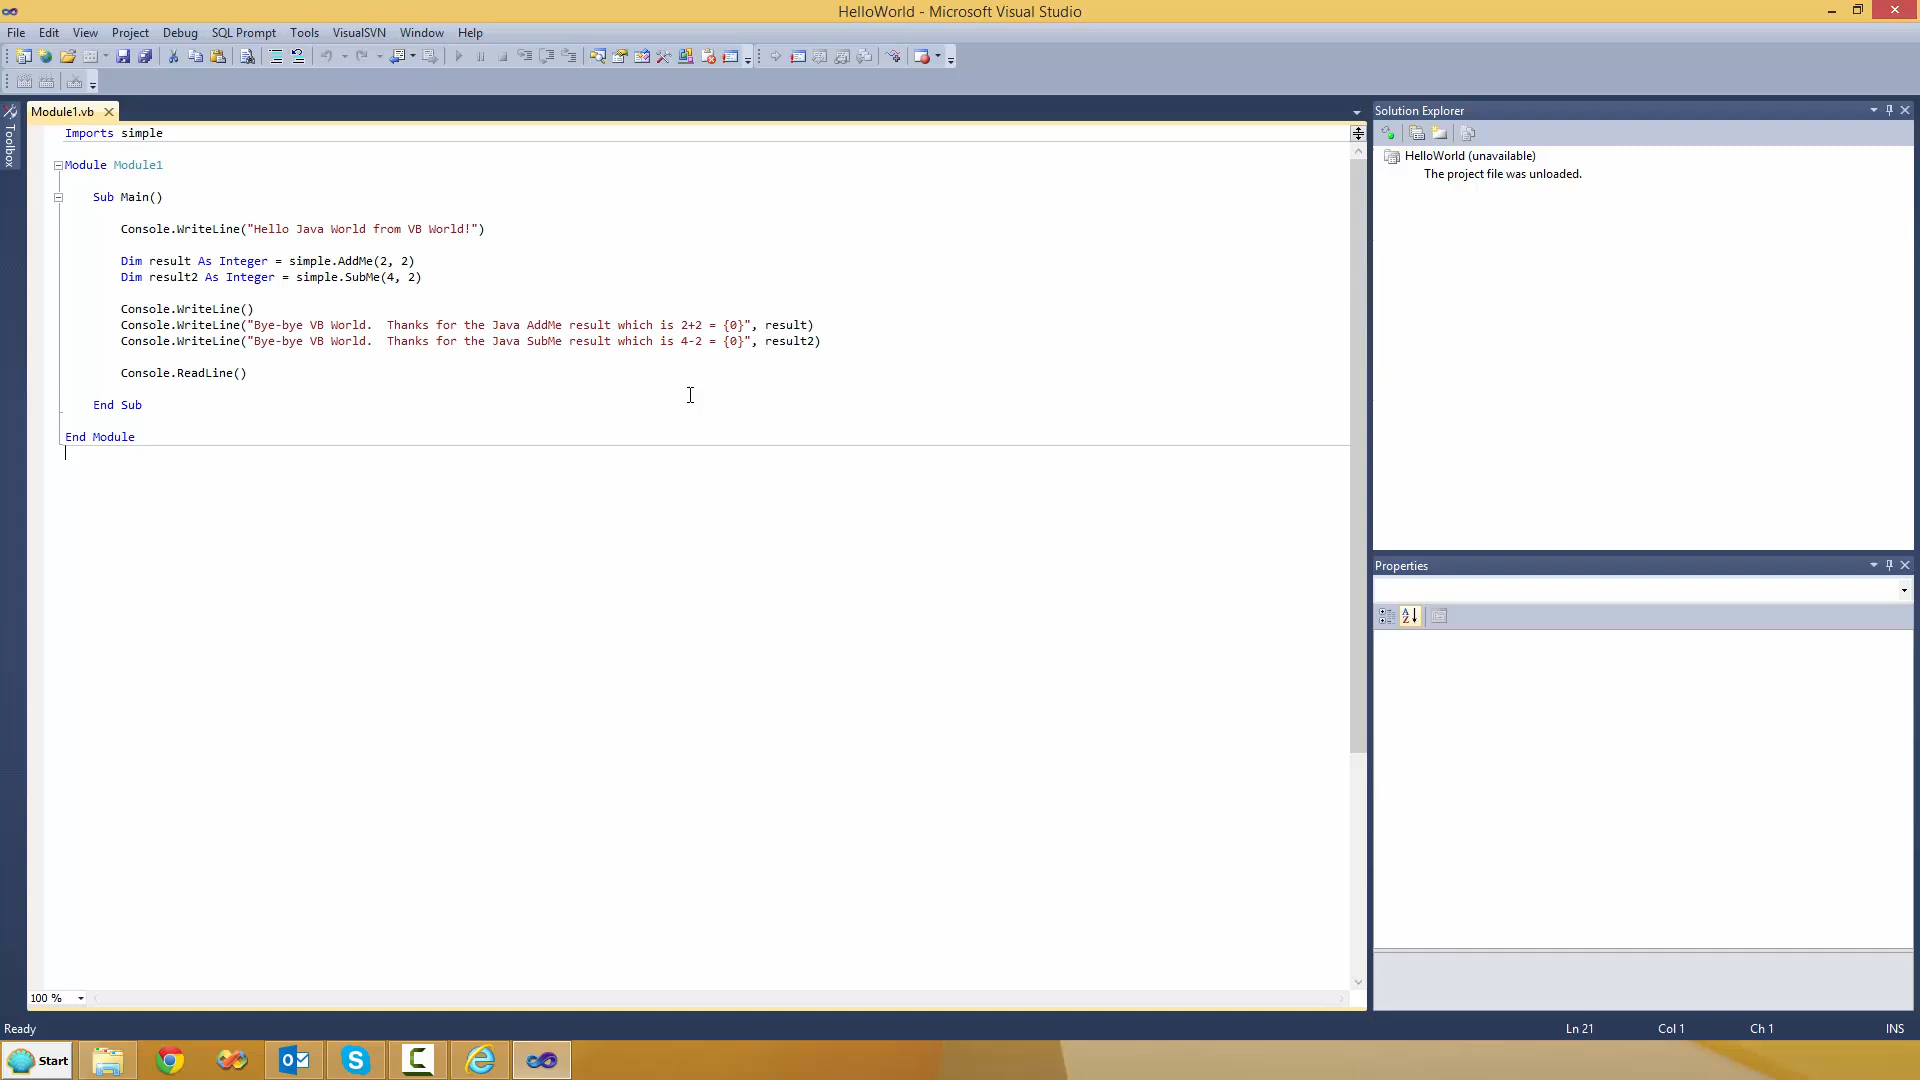 HelloWorld - Microsoft Visual Studio
File Edit View Project Debug SQL Prompt Tools VisualSVN Window Help
Toolbox
Module1.vb
Imports simple
Module Module1
Sub Main()
Console.WriteLine("Hello Java World from VB World!")
Dim result As Integer = simple.AddMe(2, 2)
Dim result2 As Integer = simple.SubMe(4, 2)
Console.WriteLine()
Console.WriteLine("Bye-bye VB World.  Thanks for the Java AddMe result which is 2+2 = {0}", result)
Console.WriteLine("Bye-bye VB World.  Thanks for the Java SubMe result which is 4-2 = {0}", result2)
Console.ReadLine()
End Sub
End Module
100 %
Solution Explorer
HelloWorld (unavailable)
The project file was unloaded.
Properties
Ready Ln 21 Col 1 Ch 1 INS
Start